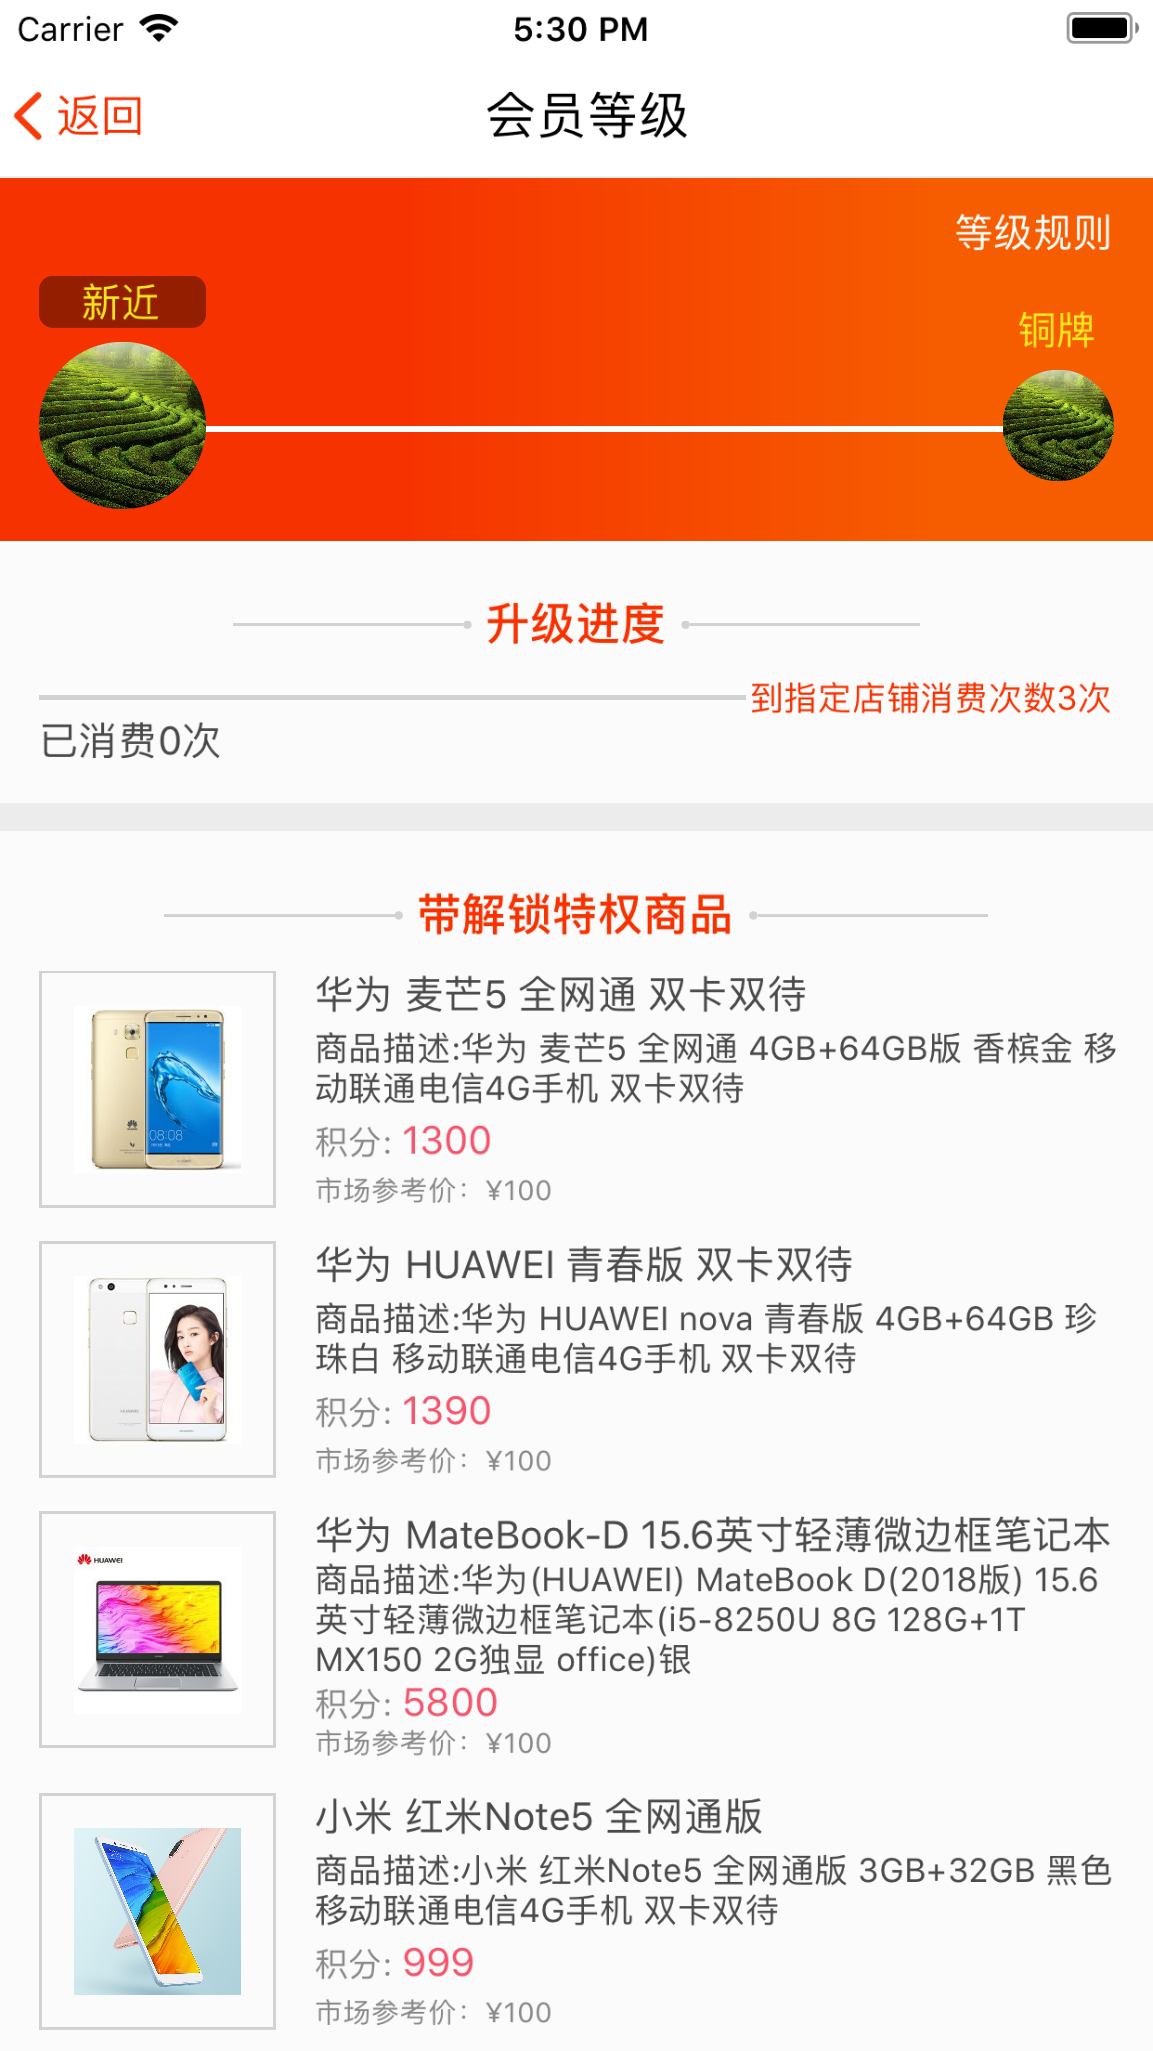 Carrier 5:30 PM
返回 会员等级
等级规则
新近
铜牌
升级进度
到指定店铺消费次数3次
已消费0次
带解锁特权商品
华为 麦芒5 全网通 双卡双待
商品描述:华为 麦芒5 全网通 4GB+64GB版 香槟金 移
动联通电信4G手机 双卡双待
积分: 1300
市场参考价：¥100
08:08
华为 HUAWEI 青春版 双卡双待
商品描述:华为 HUAWEI nova 青春版 4GB+64GB 珍
珠白 移动联通电信4G手机 双卡双待
积分: 1390
市场参考价：¥100
HUAWEI
华为 MateBook-D 15.6英寸轻薄微边框笔记本
商品描述:华为(HUAWEI) MateBook D(2018版) 15.6
英寸轻薄微边框笔记本(i5-8250U 8G 128G+1T
MX150 2G独显 office)银
积分: 5800
市场参考价：¥100
小米 红米Note5 全网通版
商品描述:小米 红米Note5 全网通版 3GB+32GB 黑色
移动联通电信4G手机 双卡双待
积分: 999
市场参考价：¥100